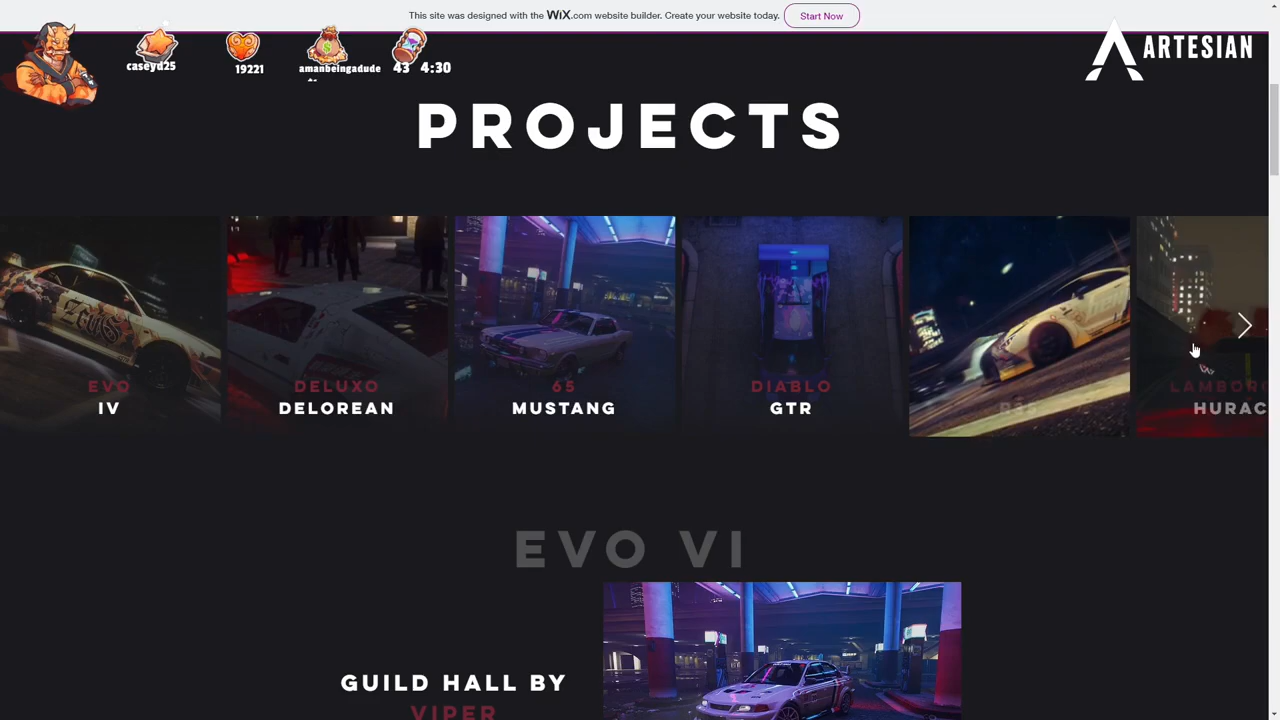 This site was designed with the WiX.com website builder. Create your website today.
Start Now
caseyd25
19221
amanbeingadude
43 4:30
ARTESIAN
PROJECTS
EVO
IV
DELUXO
DELOREAN
65
MUSTANG
DIABLO
GTR
LAMBORG
HURAC
EVO VI
GUILD HALL BY
VIPER